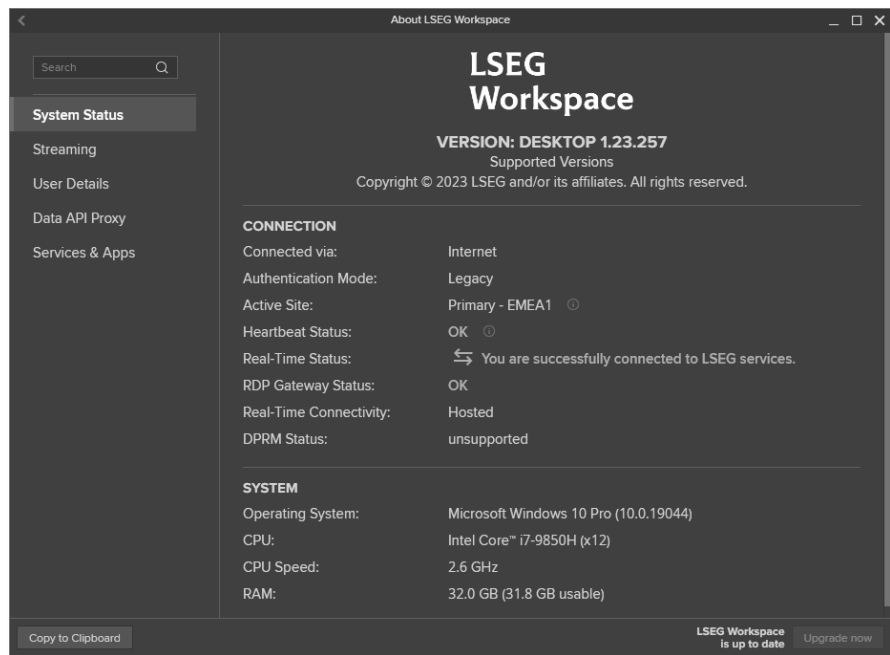 About LSEG Workspace
Search
System Status
Streaming
User Details
Data API Proxy
Services & Apps
LSEG
Workspace
VERSION: DESKTOP 1.23.257
Supported Versions
Copyright © 2023 LSEG and/or its affiliates. All rights reserved.
CONNECTION
Connected via: Internet
Authentication Mode: Legacy
Active Site: Primary - EMEA1
Heartbeat Status: OK
Real-Time Status: You are successfully connected to LSEG services.
RDP Gateway Status: OK
Real-Time Connectivity: Hosted
DPRM Status: unsupported
SYSTEM
Operating System: Microsoft Windows 10 Pro (10.0.19044)
CPU: Intel Core™ i7-9850H (x12)
CPU Speed: 2.6 GHz
RAM: 32.0 GB (31.8 GB usable)
Copy to Clipboard
LSEG Workspace
is up to date
Upgrade now